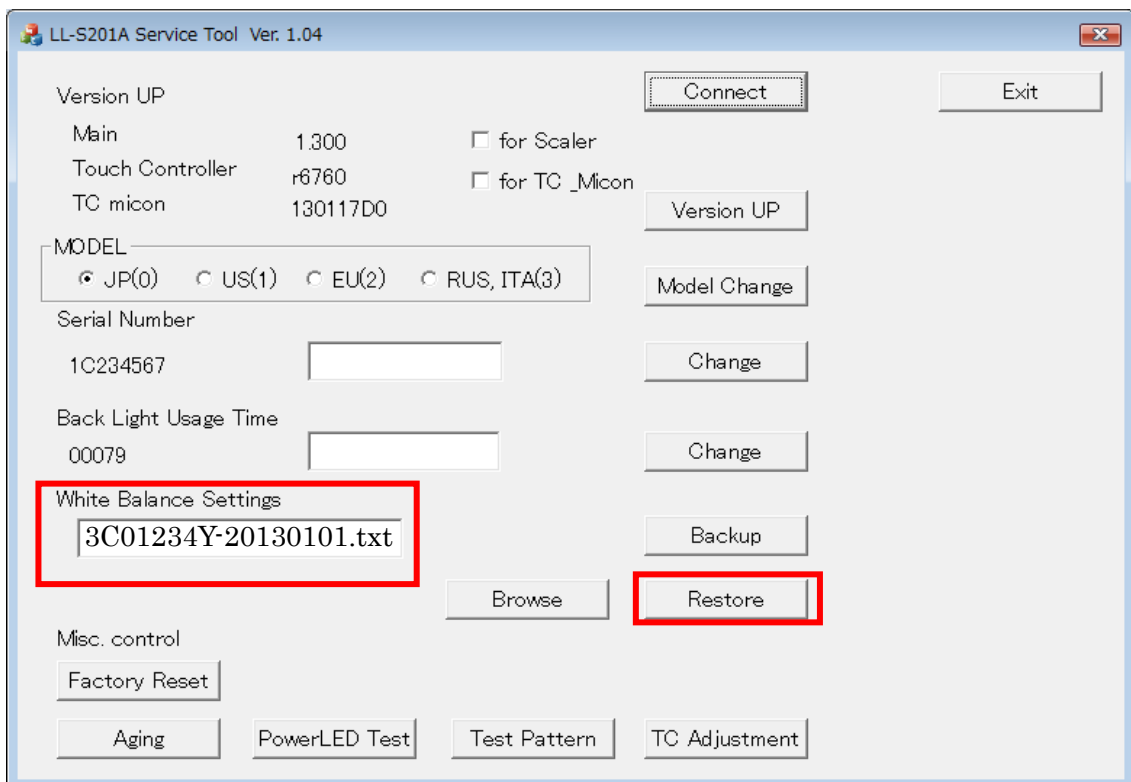 LL-S201A Service Tool Ver. 1.04
Connect Exit
Version UP
Main 1.300 for Scaler
Touch Controller r6760 for TC _Micon
TC micon 130117D0 Version UP
MODEL
JP(0) US(1) EU(2) RUS, ITA(3) Model Change
Serial Number
1C234567 Change
Back Light Usage Time
00079 Change
White Balance Settings
3C01234Y-20130101.txt Backup
Browse Restore
Misc. control
Factory Reset
Aging PowerLED Test Test Pattern TC Adjustment